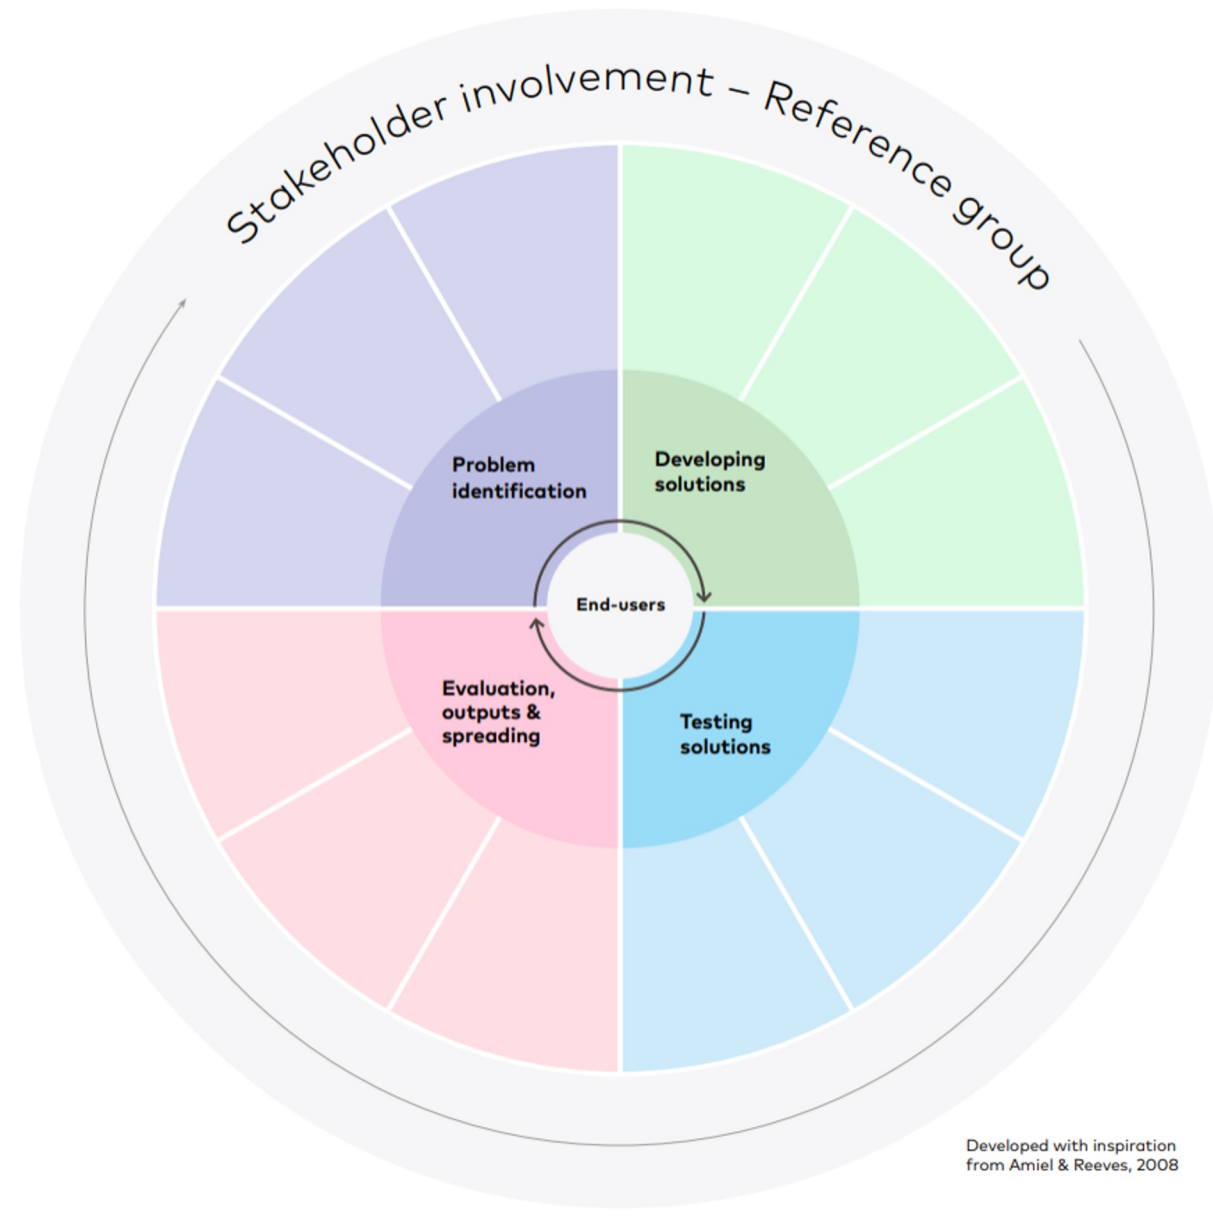 Stakeholder involvement – Reference group
Problem
identification
Developing
solutions
End-users
Evaluation,
outputs &
spreading
Testing
solutions
Developed with inspiration
from Amiel & Reeves, 2008